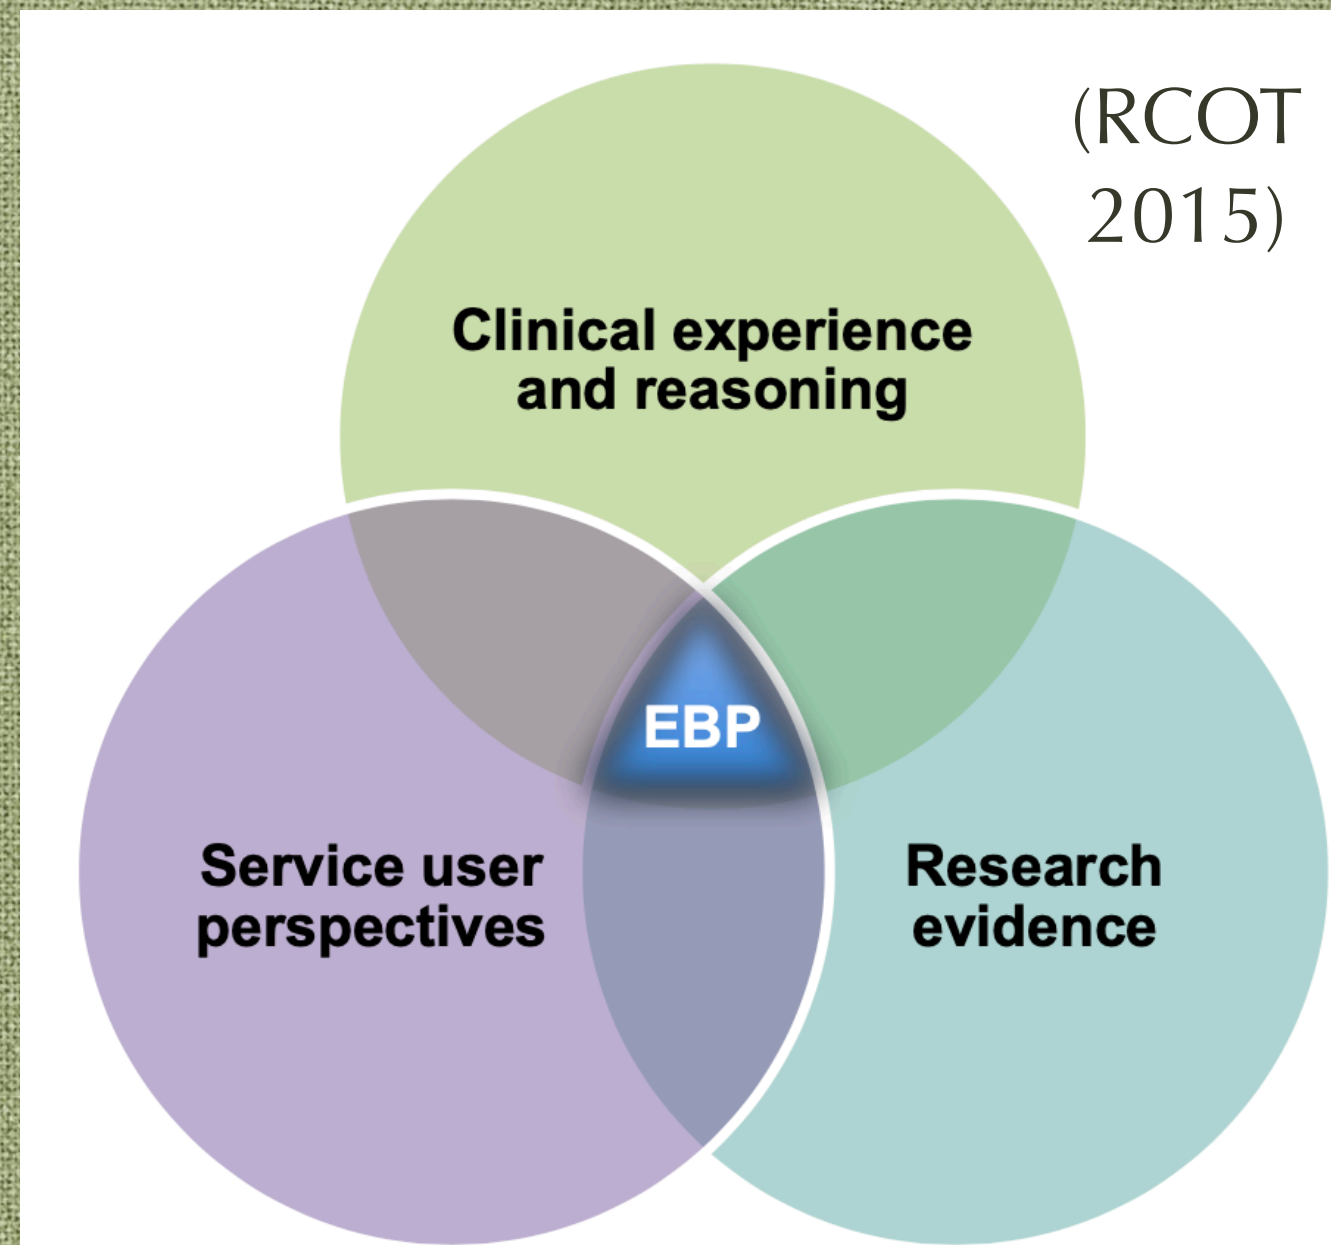 (RCOT
2015)
Clinical experience
and reasoning
EBP
Service user
perspectives
Research
evidence